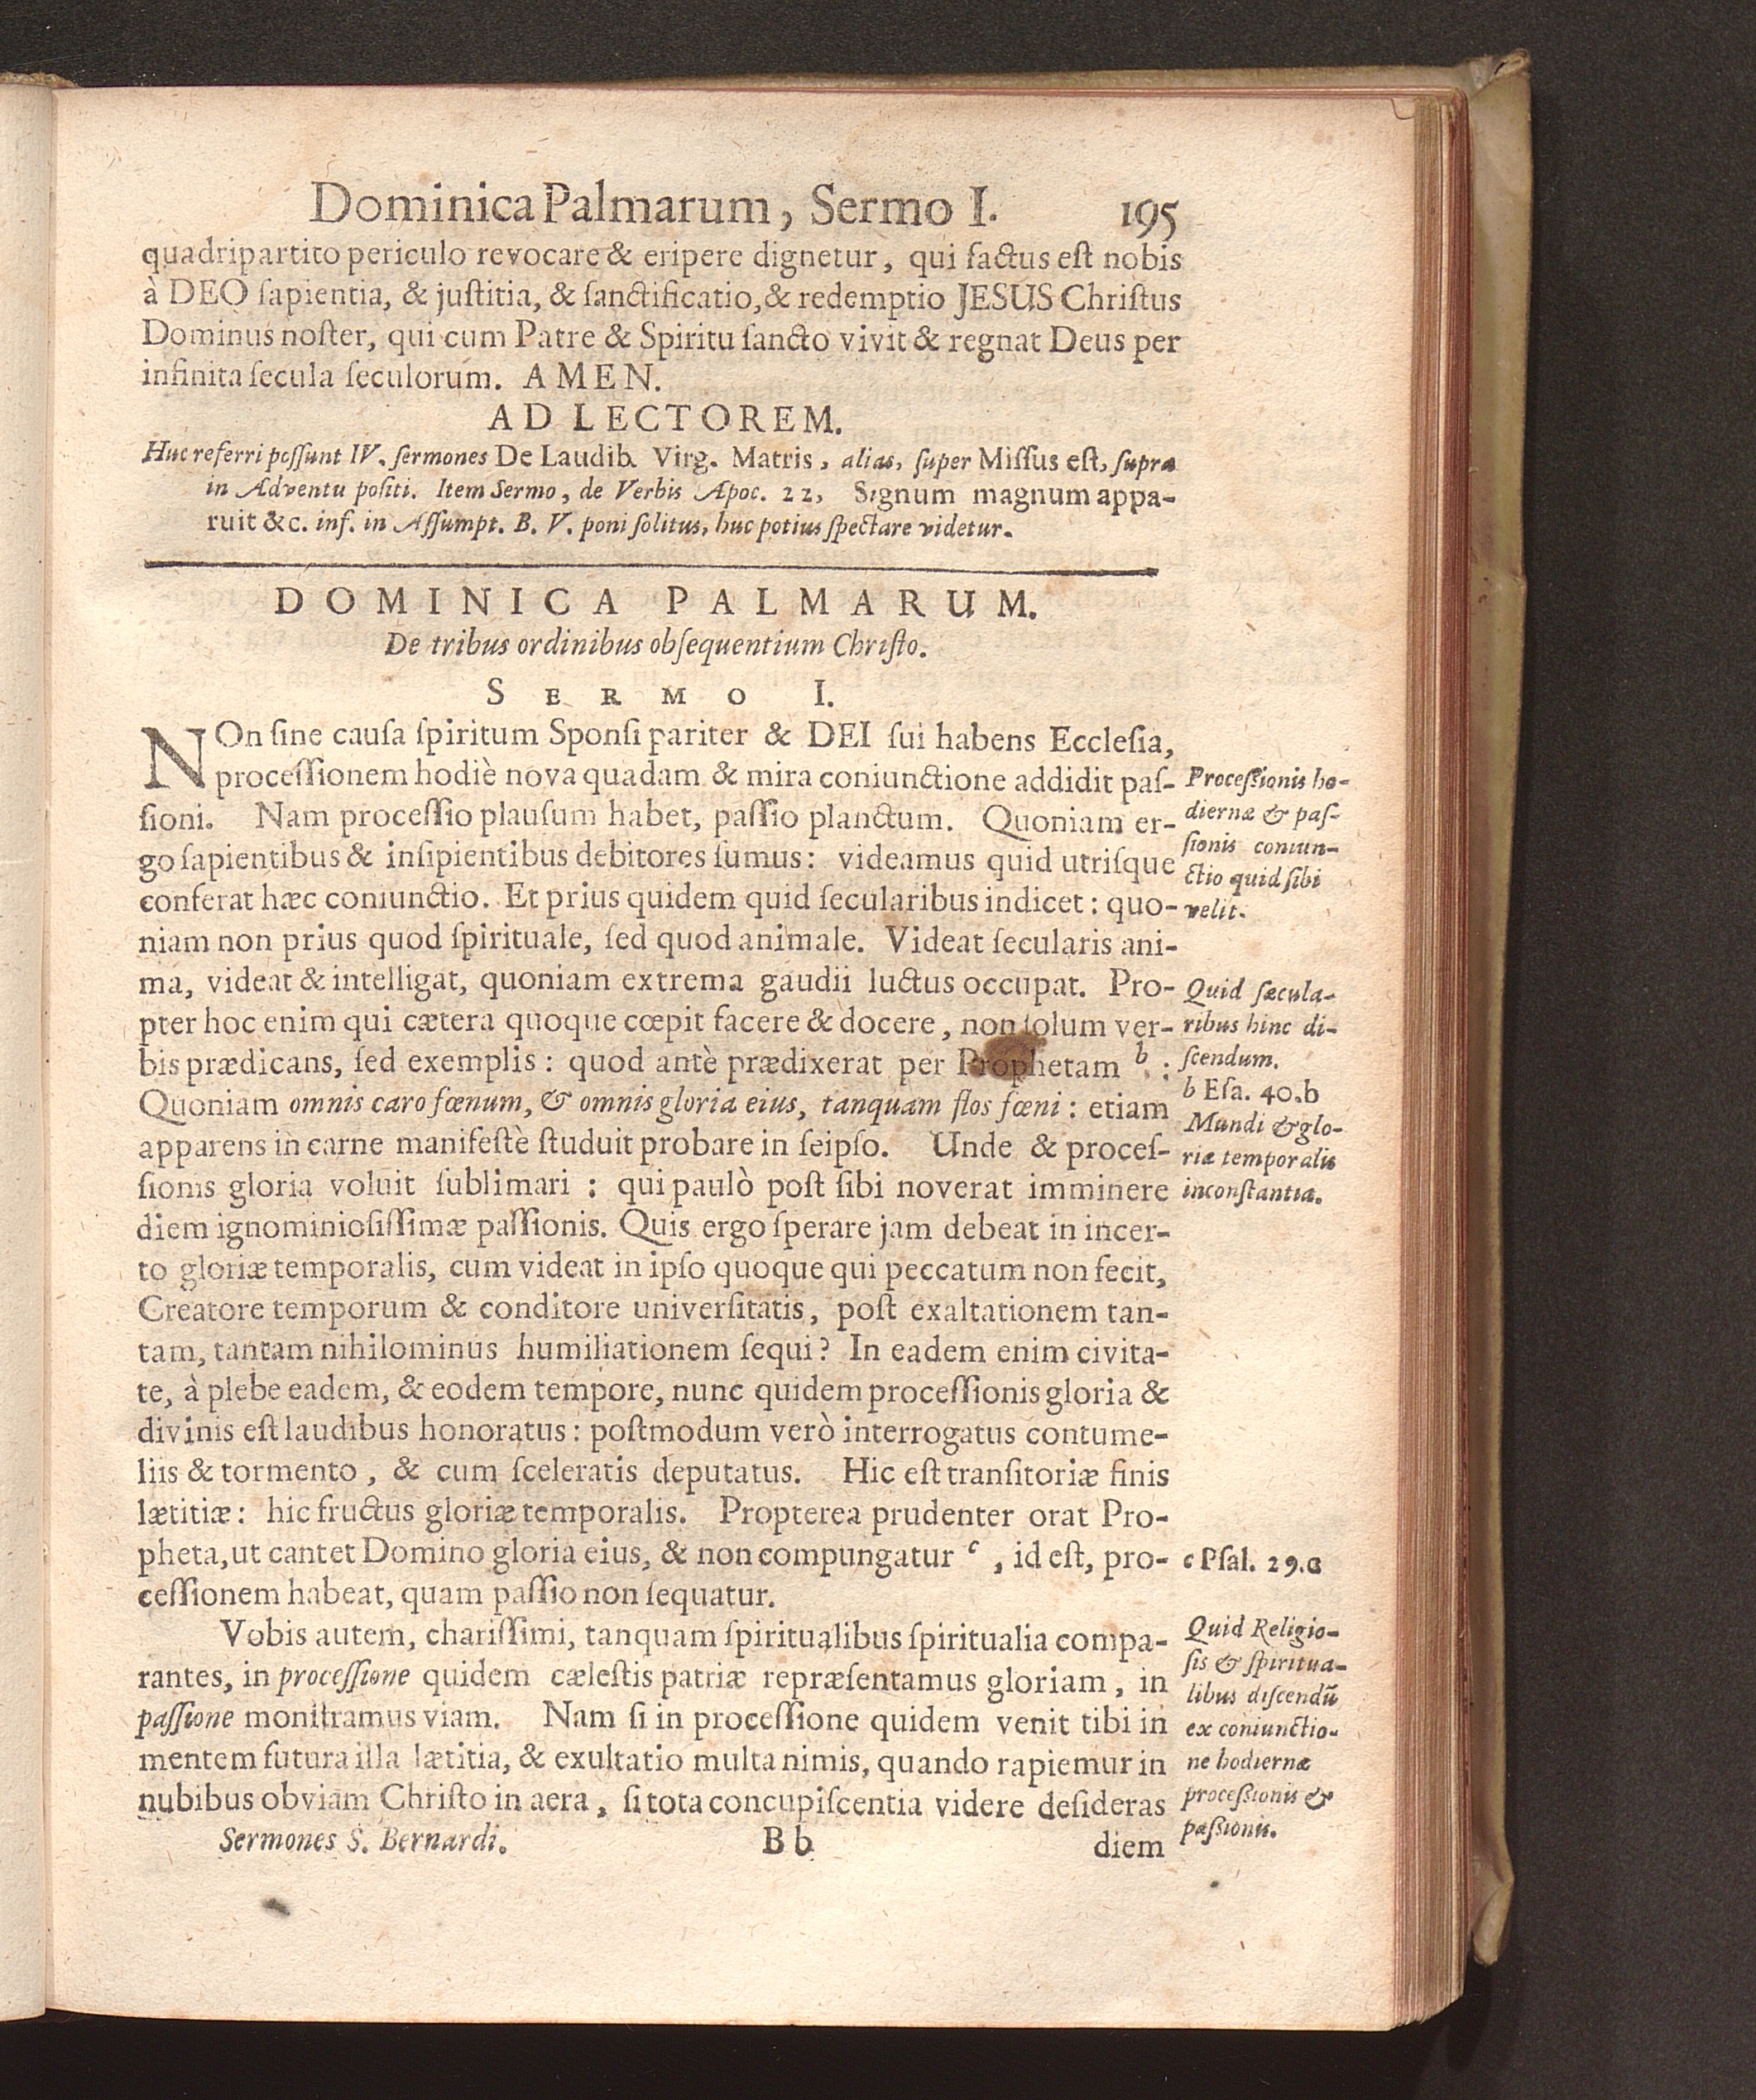 Dominica Palmarum, Sermo I. 195
quadripartito periculo revocare & eripere dignetur, qui factus est nobis
à DEO sapientia, & justitia, & sanctificatio, & redemptio JESUS Christus
Dominus noster, qui cum Patre & Spiritu sancto vivit & regnat Deus per
infinita secula seculorum. AMEN.
AD LECTOREM.
Huc referri possunt IV. sermones De Laudib. Virg. Matris, alias, super Missus est, supra
in Adventu positi. Item Sermo, de Verbis Apoc. 22, Signum magnum appa-
ruit &c. inf. in Assumpt. B. V. poni solitus, huc potius spectare videtur.
DOMINICA PALMARUM.
De tribus ordinibus obsequentium Christo.
SERMO I.
NOn sine causa spiritum Sponsi pariter & DEI sui habens Ecclesia,
processionem hodiè nova quadam & mira coniunctione addidit pas-
sioni. Nam processio plausum habet, passio planctum. Quoniam er-
go sapientibus & insipientibus debitores sumus: videamus quid utrisque
conferat hæc coniunctio. Et prius quidem quid secularibus indicet: quo-
niam non prius quod spirituale, sed quod animale. Videat secularis ani-
ma, videat & intelligat, quoniam extrema gaudii luctus occupat. Pro-
pter hoc enim qui cætera quoque cœpit facere & docere, non solum ver-
bis prædicans, sed exemplis: quod antè prædixerat per Prophetam b :
Quoniam omnis caro fœnum, & omnis gloria eius, tanquam flos fœni: etiam
apparens in carne manifestè studuit probare in seipso. Unde & proces-
sionis gloria voluit sublimari : qui paulò post sibi noverat imminere
diem ignominiosissimæ passionis. Quis ergo sperare jam debeat in incer-
to gloriæ temporalis, cum videat in ipso quoque qui peccatum non fecit,
Creatore temporum & conditore universitatis, post exaltationem tan-
tam, tantam nihilominus humiliationem sequi? In eadem enim civita-
te, à plebe eadem, & eodem tempore, nunc quidem processionis gloria &
divinis est laudibus honoratus: postmodum verò interrogatus contume-
liis & tormento, & cum sceleratis deputatus. Hic est transitoriæ finis
lætitiæ: hic fructus gloriæ temporalis. Propterea prudenter orat Pro-
pheta, ut cantet Domino gloria eius, & non compungatur c , id est, pro-
cessionem habeat, quam passio non sequatur.
Vobis autem, charissimi, tanquam spiritualibus spiritualia compa-
rantes, in processione quidem cælestis patriæ repræsentamus gloriam, in
passione monstramus viam. Nam si in processione quidem venit tibi in
mentem futura illa lætitia, & exultatio multa nimis, quando rapiemur in
nubibus obviam Christo in aera, si tota concupiscentia videre desideras
Sermones S. Bernardi. Bb diem
Processionis ho-
diernæ & pas-
sionis coniun-
ctio quid sibi
velit.
Quid sæcula-
ribus hinc di-
scendum.
b Esa. 40.b
Mundi & glo-
riæ temporalis
inconstantia.
c Psal. 29.
Quid Religio-
sis & spiritua-
libus discendū
ex coniunctio-
ne hodiernæ
processionis &
passionis.